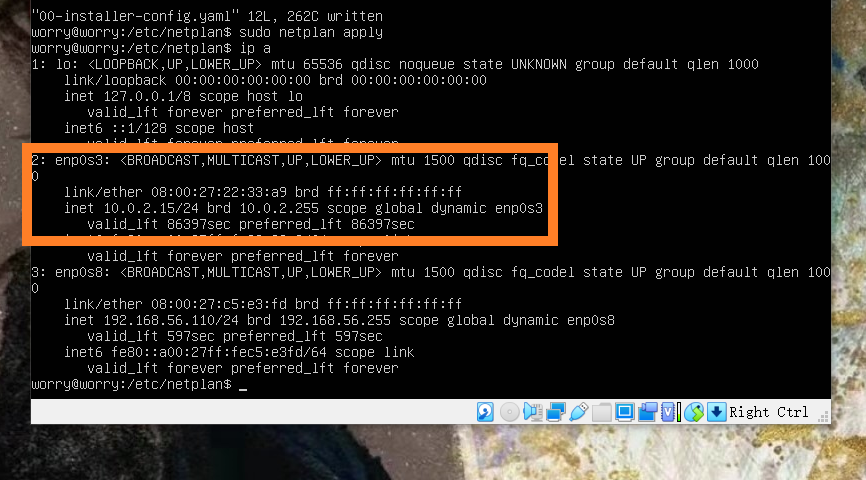 "00-installer-config.yaml" 12L, 262C written
worry@worry:/etc/netplan$ sudo netplan apply
worry@worry:/etc/netplan$ ip a
1: lo: <LOOPBACK,UP,LOWER_UP> mtu 65536 qdisc noqueue state UNKNOWN group default qlen 1000
link/loopback 00:00:00:00:00:00 brd 00:00:00:00:00:00
inet 127.0.0.1/8 scope host lo
valid_lft forever preferred_lft forever
inet6 ::1/128 scope host
2: enp0s3: <BROADCAST,MULTICAST,UP,LOWER_UP> mtu 1500 qdisc fq_codel state UP group default qlen 100
0
link/ether 08:00:27:22:33:a9 brd ff:ff:ff:ff:ff:ff
inet 10.0.2.15/24 brd 10.0.2.255 scope global dynamic enp0s3
valid_lft 86397sec preferred_lft 86397sec
valid_lft forever preferred_lft forever
3: enp0s8: <BROADCAST,MULTICAST,UP,LOWER_UP> mtu 1500 qdisc fq_codel state UP group default qlen 100
0
link/ether 08:00:27:c5:e3:fd brd ff:ff:ff:ff:ff:ff
inet 192.168.56.110/24 brd 192.168.56.255 scope global dynamic enp0s8
valid_lft 597sec preferred_lft 597sec
inet6 fe80::a00:27ff:fec5:e3fd/64 scope link
valid_lft forever preferred_lft forever
worry@worry:/etc/netplan$ _
Right Ctrl